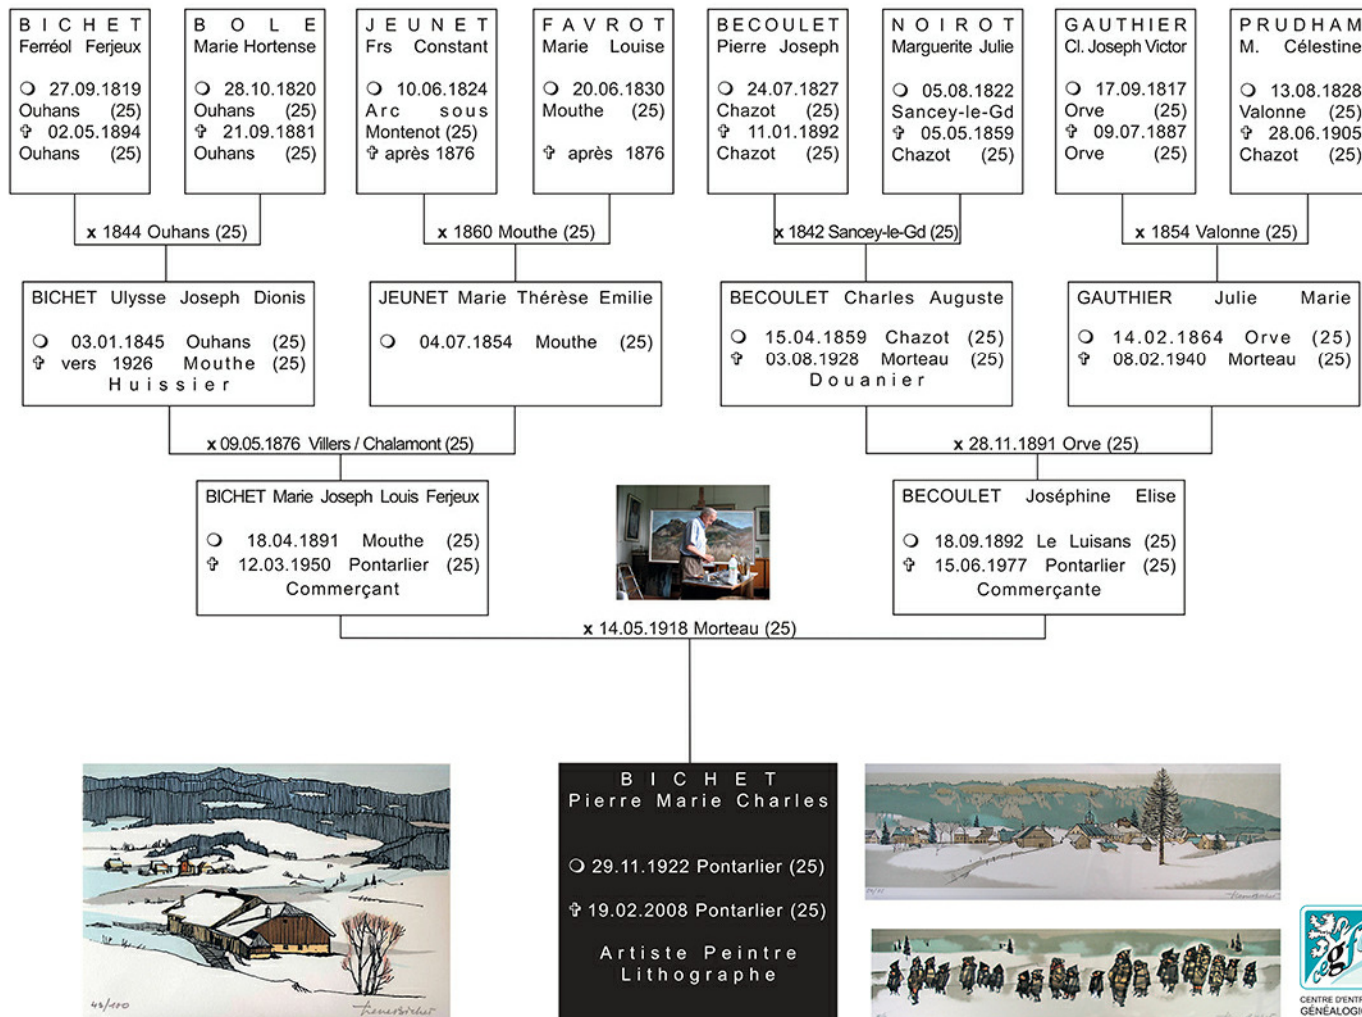 BICHET
Ferréol Ferjeux
❍ 27.09.1819
Ouhans (25)
✞ 02.05.1894
Ouhans (25)
BOLE
Marie Hortense
❍ 28.10.1820
Ouhans (25)
✞ 21.09.1881
Ouhans (25)
JEUNET
Frs Constant
❍ 10.06.1824
Arc sous
Montenot (25)
✞ après 1876
FAVROT
Marie Louise
❍ 20.06.1830
Mouthe (25)
✞ après 1876
BECOULET
Pierre Joseph
❍ 24.07.1827
Chazot (25)
✞ 11.01.1892
Chazot (25)
NOIROT
Marguerite Julie
❍ 05.08.1822
Sancey-le-Gd
✞ 05.05.1859
Chazot (25)
GAUTHIER
Cl. Joseph Victor
❍ 17.09.1817
Orve (25)
✞ 09.07.1887
Orve (25)
PRUDHAM
M. Célestine
❍ 13.08.1828
Valonne (25)
✞ 28.06.1905
Chazot (25)
x 1844 Ouhans (25)
x 1860 Mouthe (25)
x 1842 Sancey-le-Gd (25)
x 1854 Valonne (25)
BICHET Ulysse Joseph Dionis
❍ 03.01.1845 Ouhans (25)
✞ vers 1926 Mouthe (25)
Huissier
JEUNET Marie Thérèse Emilie
❍ 04.07.1854 Mouthe (25)
BECOULET Charles Auguste
❍ 15.04.1859 Chazot (25)
✞ 03.08.1928 Morteau (25)
Douanier
GAUTHIER Julie Marie
❍ 14.02.1864 Orve (25)
✞ 08.02.1940 Morteau (25)
x 09.05.1876 Villers / Chalamont (25)
x 28.11.1891 Orve (25)
BICHET Marie Joseph Louis Ferjeux
❍ 18.04.1891 Mouthe (25)
✞ 12.03.1950 Pontarlier (25)
Commerçant
BECOULET Joséphine Elise
❍ 18.09.1892 Le Luisans (25)
✞ 15.06.1977 Pontarlier (25)
Commerçante
x 14.05.1918 Morteau (25)
BICHET
Pierre Marie Charles
❍ 29.11.1922 Pontarlier (25)
✞ 19.02.2008 Pontarlier (25)
Artiste Peintre
Lithographe
43/100
PierreBichet
CENTRE D'ENTR
GÉNÉALOGI